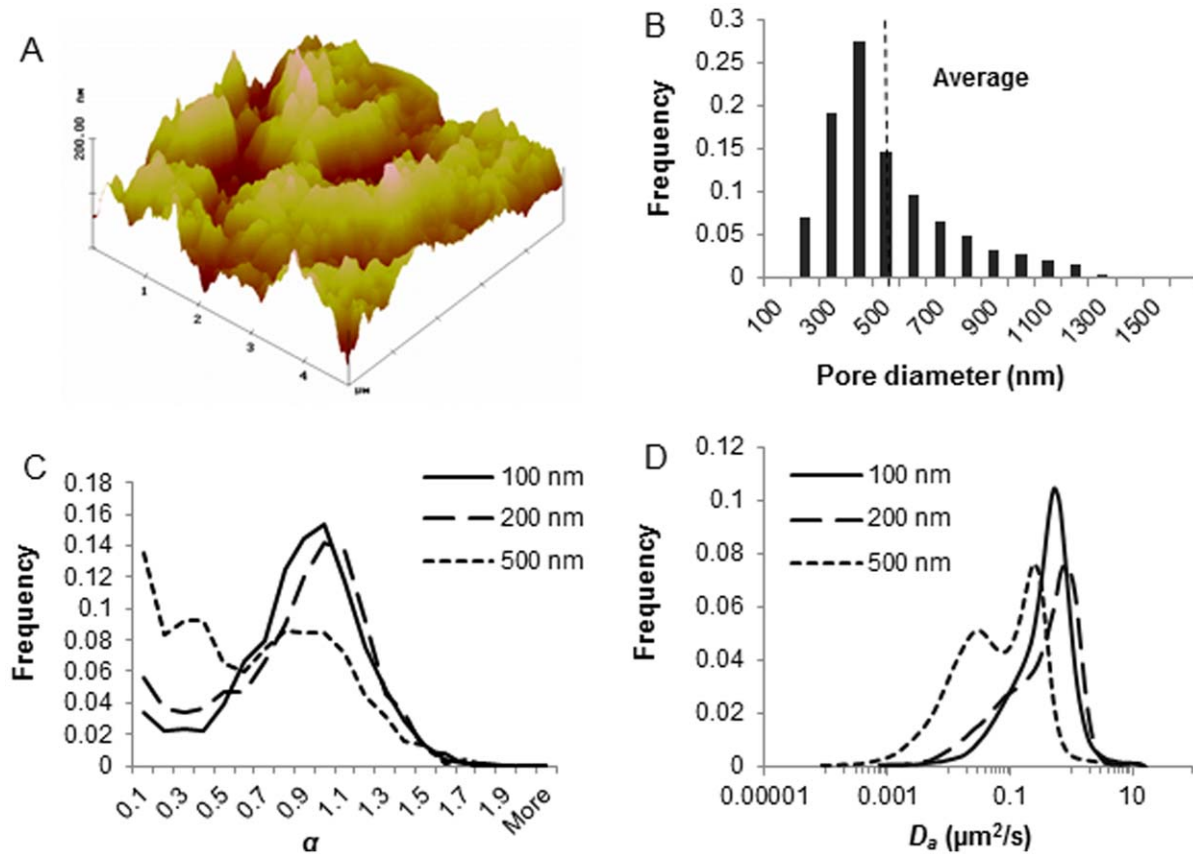 A
200.00 nm
1
2
3
4
µm
B
Frequency
0.3
0.25
0.2
0.15
0.1
0.05
0
Average
100
300
500
700
900
1100
1300
1500
Pore diameter (nm)
C
Frequency
0.18
0.16
0.14
0.12
0.1
0.08
0.06
0.04
0.02
0
100 nm
200 nm
500 nm
0.1
0.3
0.5
0.7
0.9
1.1
1.3
1.5
1.7
1.9
More
α
D
Frequency
0.12
0.1
0.08
0.06
0.04
0.02
0
100 nm
200 nm
500 nm
0.00001
0.001
0.1
10
Da (µm²/s)